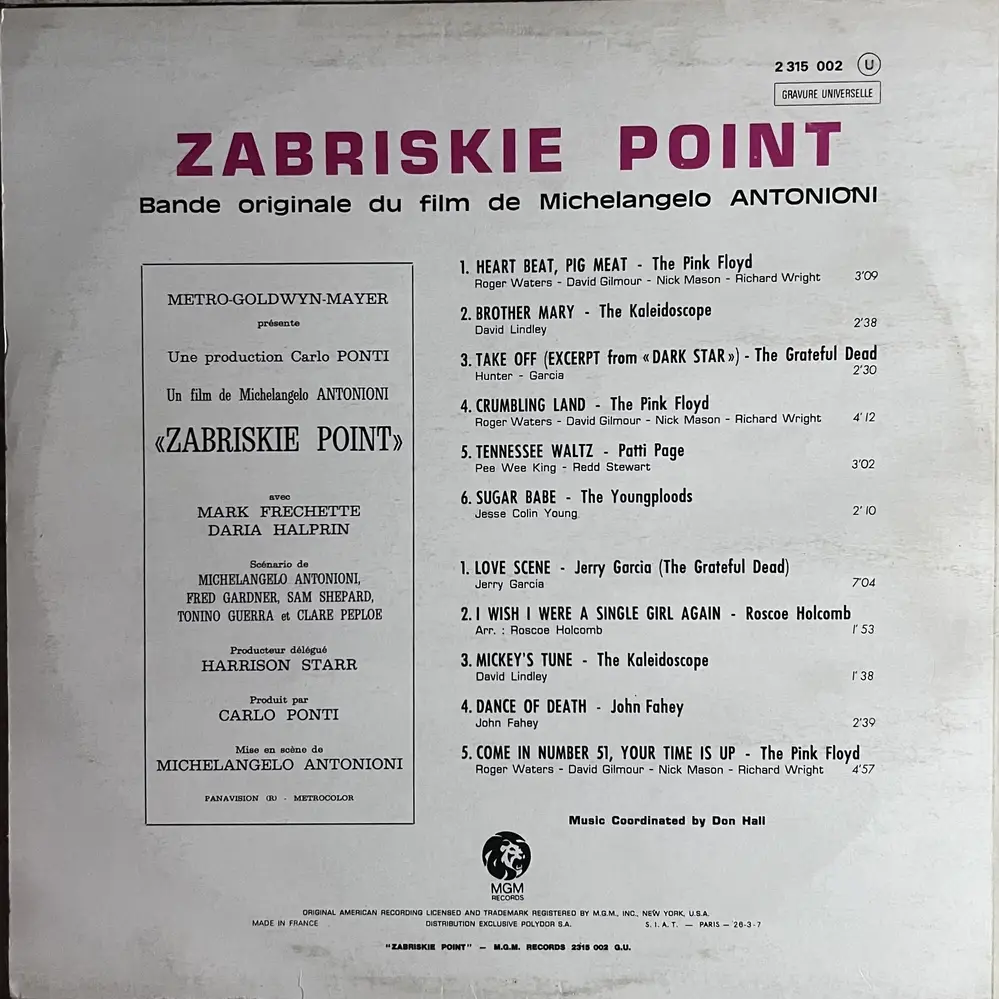 2 315 002 U
GRAVURE UNIVERSELLE
ZABRISKIE POINT
Bande originale du film de Michelangelo ANTONIONI
METRO-GOLDWYN-MAYER
présente
Une production Carlo PONTI
Un film de Michelangelo ANTONIONI
«ZABRISKIE POINT»
avec
MARK FRECHETTE
DARIA HALPRIN
Scénario de
MICHELANGELO ANTONIONI,
FRED GARDNER, SAM SHEPARD,
TONINO GUERRA et CLARE PEPLOE
Producteur délégué
HARRISON STARR
Produit par
CARLO PONTI
Mise en scène de
MICHELANGELO ANTONIONI
PANAVISION (R) - METROCOLOR
1. HEART BEAT, PIG MEAT - The Pink Floyd
Roger Waters - David Gilmour - Nick Mason - Richard Wright 3'09
2. BROTHER MARY - The Kaleidoscope
David Lindley 2'38
3. TAKE OFF (EXCERPT from «DARK STAR») - The Grateful Dead
Hunter - Garcia 2'30
4. CRUMBLING LAND - The Pink Floyd
Roger Waters - David Gilmour - Nick Mason - Richard Wright 4'12
5. TENNESSEE WALTZ - Patti Page
Pee Wee King - Redd Stewart 3'02
6. SUGAR BABE - The Youngploods
Jesse Colin Young 2'10
1. LOVE SCENE - Jerry Garcia (The Grateful Dead)
Jerry Garcia 7'04
2. I WISH I WERE A SINGLE GIRL AGAIN - Roscoe Holcomb
Arr. : Roscoe Holcomb 1'53
3. MICKEY'S TUNE - The Kaleidoscope
David Lindley 1'38
4. DANCE OF DEATH - John Fahey
John Fahey 2'39
5. COME IN NUMBER 51, YOUR TIME IS UP - The Pink Floyd
Roger Waters - David Gilmour - Nick Mason - Richard Wright 4'57
Music Coordinated by Don Hall
MGM
RECORDS
ORIGINAL AMERICAN RECORDING LICENSED AND TRADEMARK REGISTERED BY M.G.M., INC., NEW YORK, U.S.A.
MADE IN FRANCE DISTRIBUTION EXCLUSIVE POLYDOR S.A. S.I.A.T. — PARIS — 26-3-7
"ZABRISKIE POINT" — M.G.M. RECORDS 2315 002 G.U.